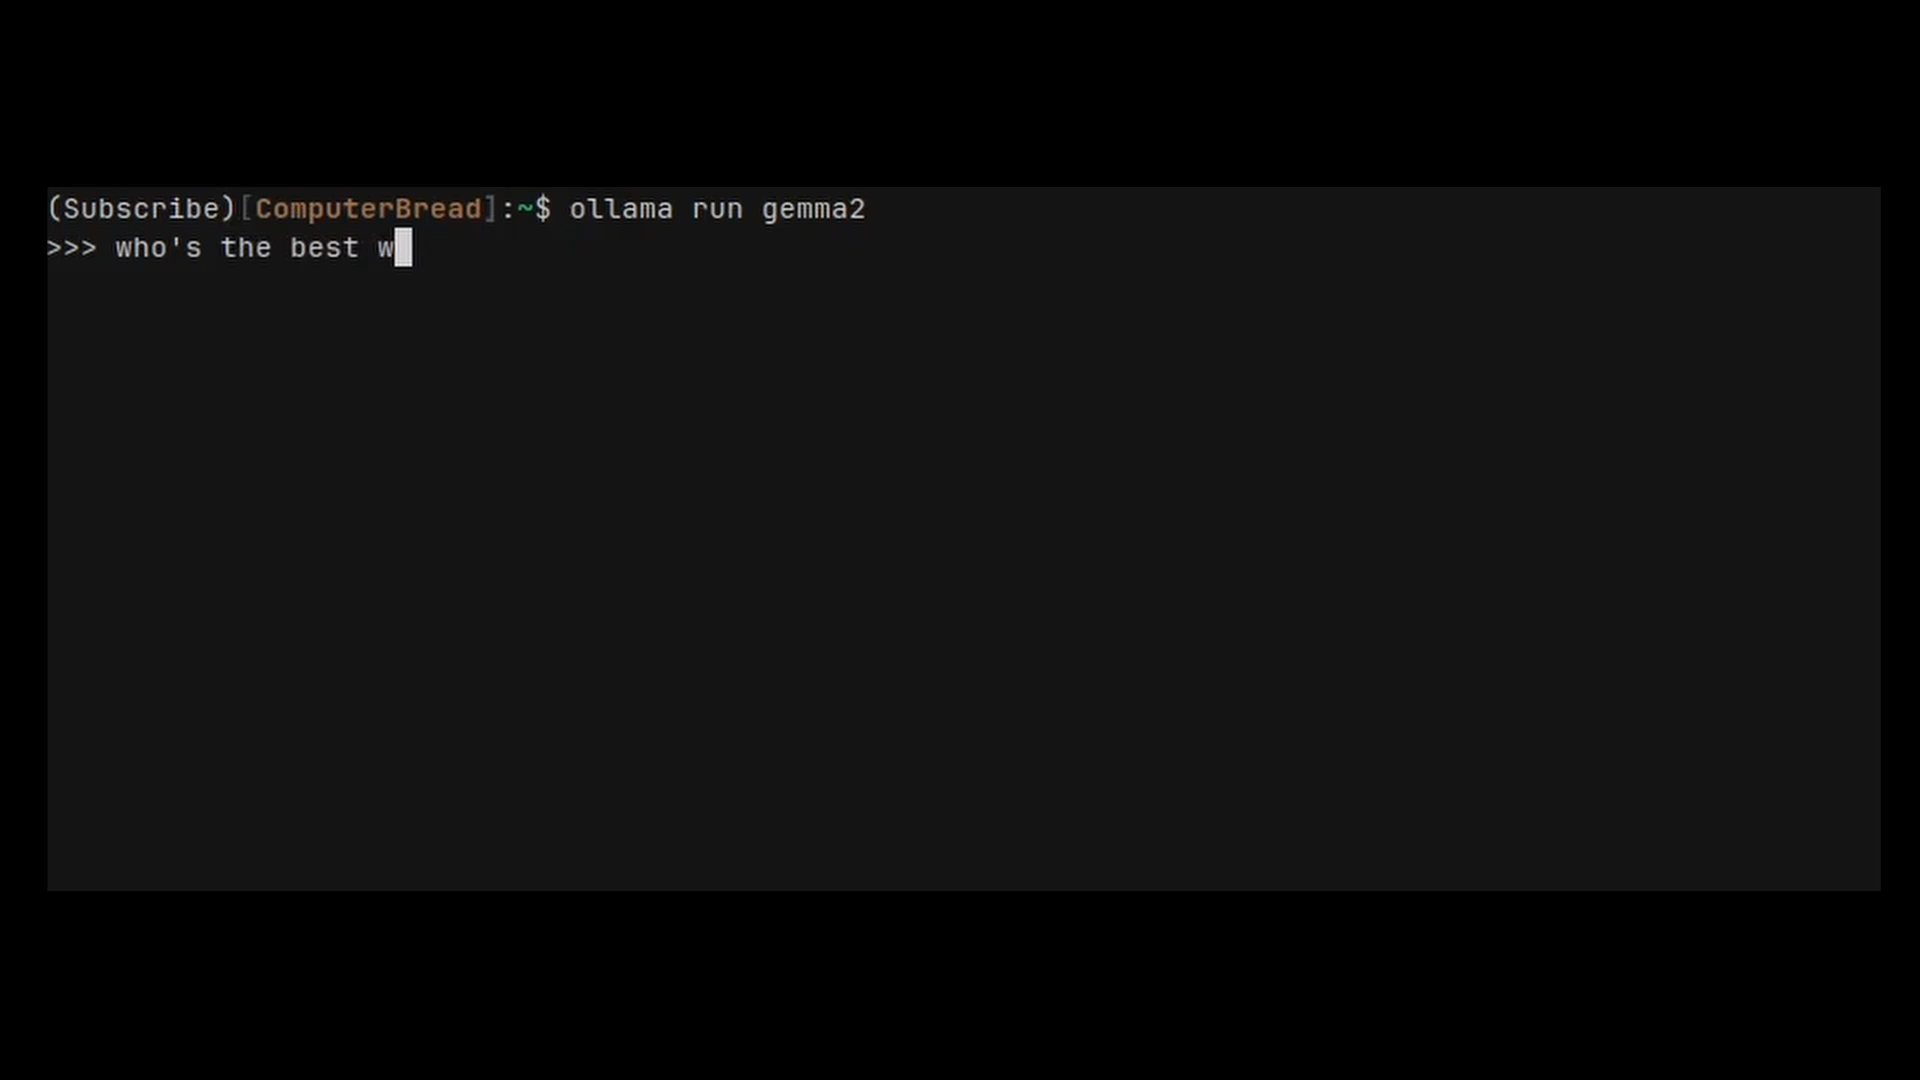 (Subscribe)[ComputerBread]:~$ ollama run gemma2
>>> who's the best w